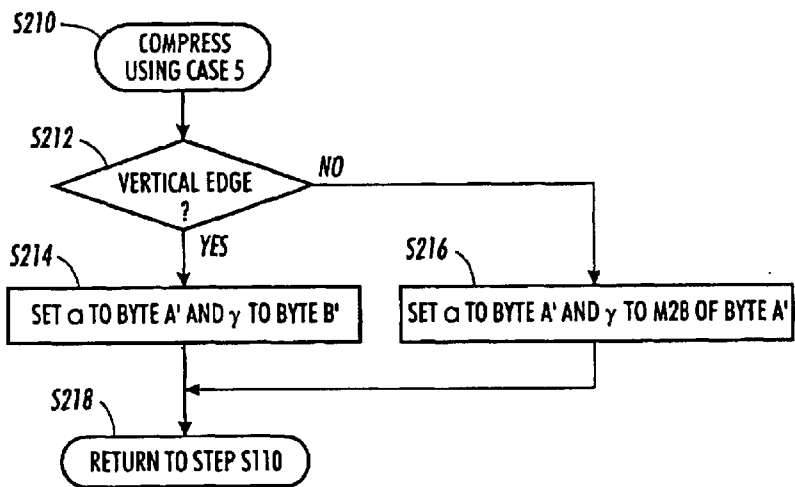 S210
COMPRESS
USING CASE 5
S212
VERTICAL EDGE
?
NO
YES
S214
SET α TO BYTE A' AND γ TO BYTE B'
S216
SET α TO BYTE A' AND γ TO M2B OF BYTE A'
S218
RETURN TO STEP S110